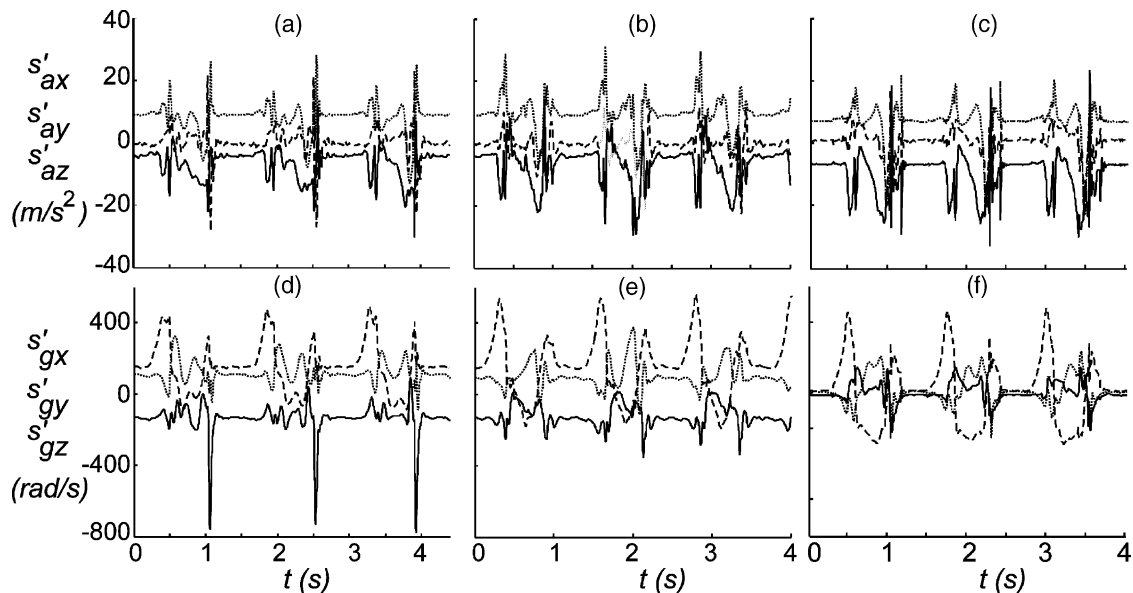 (a) (b) (c)
40
20
0
-20
-40
s'ax
s'ay
s'az
(m/s²)
(d) (e) (f)
400
0
-400
-800
s'gx
s'gy
s'gz
(rad/s)
0 1 2 3 4 0 1 2 3 4 0 1 2 3 4
t (s) t (s) t (s)